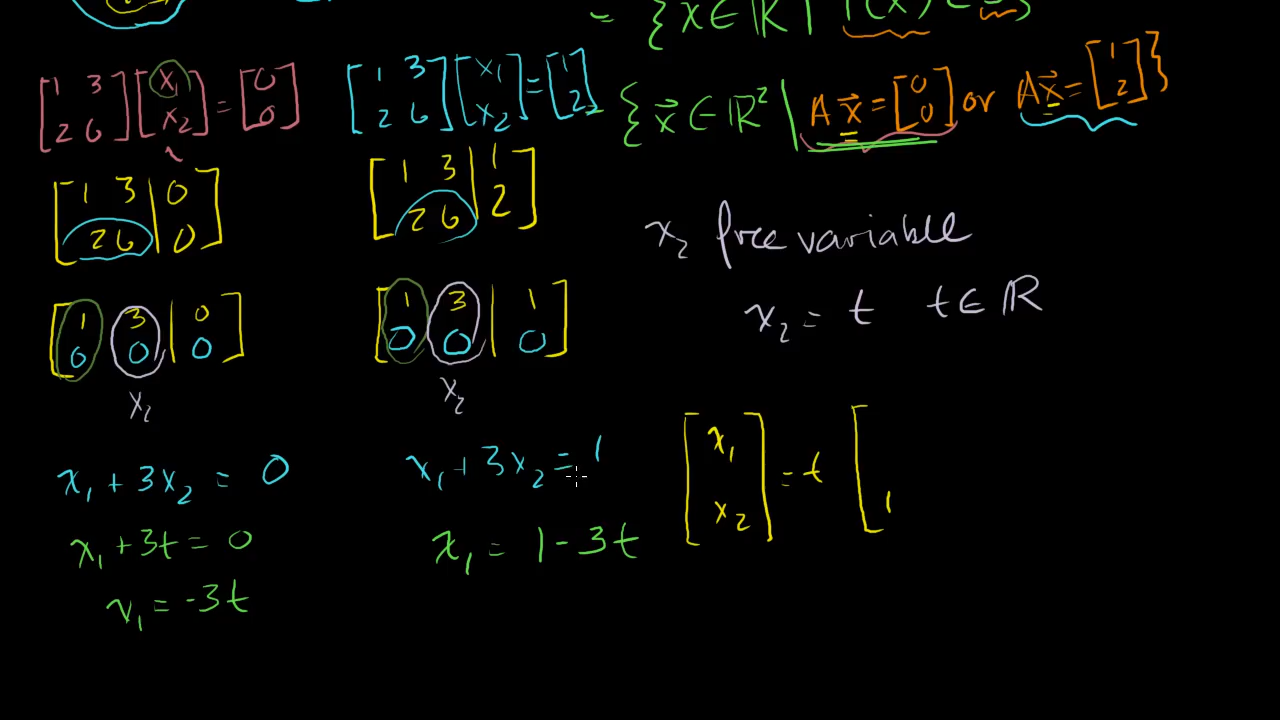 = {x ∈ ℝ | T(x) ∈
[1 3; 2 6] [x₁; x₂] = [0; 0]
[1 3; 2 6] [x₁; x₂] = [1; 2]
{x⃗ ∈ ℝ² | A x⃗ = [0; 0] or A x⃗ = [1; 2]}
[1 3 | 0; 2 6 | 0]
[1 3 | 1; 2 6 | 2]
x₂ free variable
x₂ = t t ∈ ℝ
[1 3 | 0; 0 0 | 0]
x₂
[1 3 | 1; 0 0 | 0]
x₂
x₁ + 3x₂ = 0
x₁ + 3t = 0
x₁ = -3t
x₁ + 3x₂ = 1
x₁ = 1 - 3t
[x₁; x₂] = t [ 1